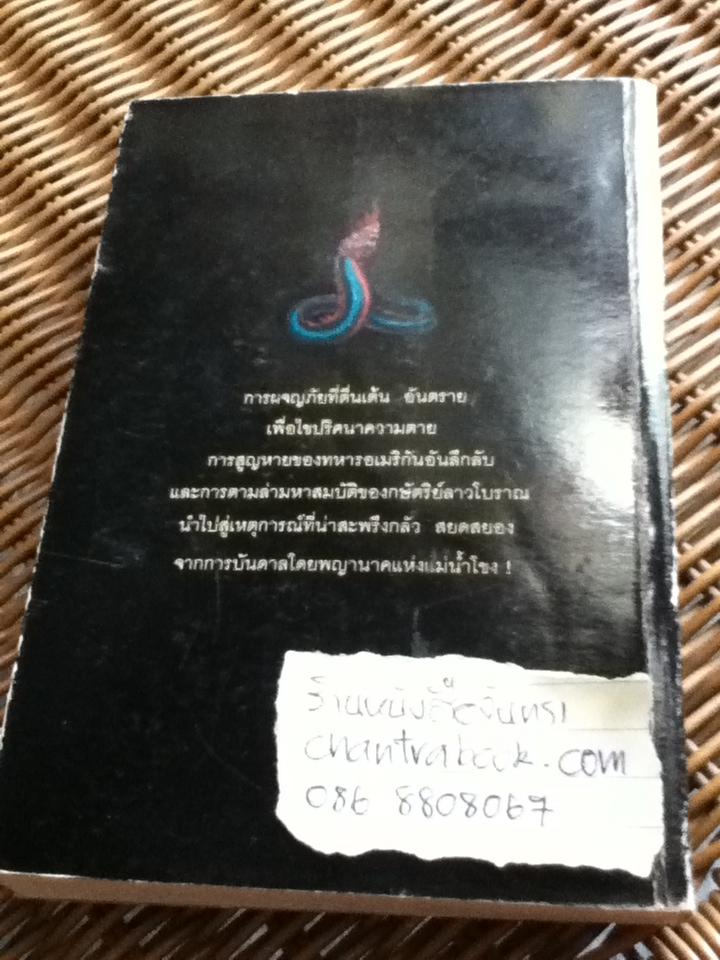 การผจญภัยที่ตื่นเต้น อันตราย
เพื่อไขปริศนาความตาย
การสูญหายของทหารอเมริกันอันลึกลับ
และการตามล่ามหาสมบัติของกษัตริย์ลาวโบราณ
นำไปสู่เหตุการณ์ที่น่าสะพรึงกลัว สยดสยอง
จากการบันดาลโดยพญานาคแห่งแม่น้ำโขง !
ร้านหนังสือจันทรา
chantrabook.com
086 8808067